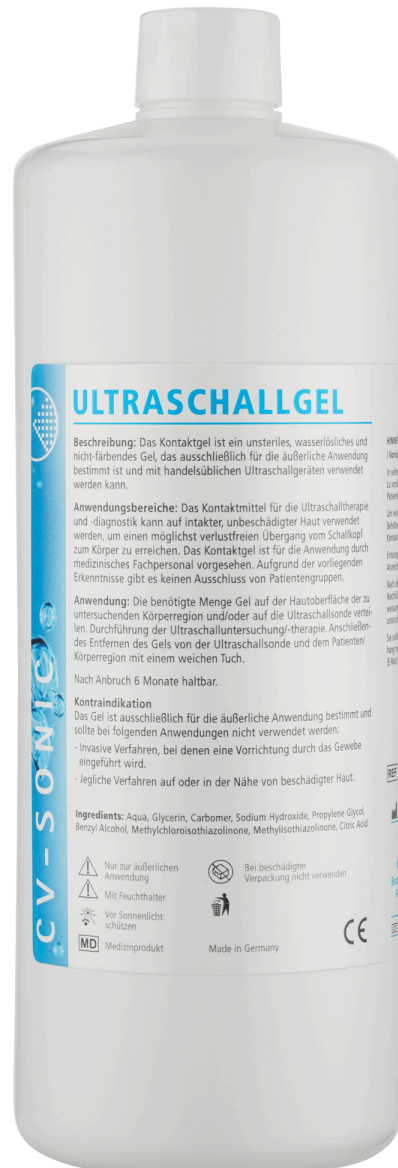 ULTRASCHALLGEL
Beschreibung: Das Kontaktgel ist ein unsteriles, wasserlösliches und
nicht-färbendes Gel, das ausschließlich für die äußerliche Anwendung
bestimmt ist und mit handelsüblichen Ultraschallgeräten verwendet
werden kann.
Anwendungsbereiche: Das Kontaktmittel für die Ultraschalltherapie
und -diagnostik kann auf intakter, unbeschädigter Haut verwendet
werden, um einen möglichst verlustfreien Übergang vom Schallkopf
zum Körper zu erreichen. Das Kontaktgel ist für die Anwendung durch
medizinisches Fachpersonal vorgesehen. Aufgrund der vorliegenden
Erkenntnisse gibt es keinen Ausschluss von Patientengruppen.
Anwendung: Die benötigte Menge Gel auf der Hautoberfläche der zu
untersuchenden Körperregion und/oder auf die Ultraschallsonde vertei-
len. Durchführung der Ultraschalluntersuchung/-therapie. Anschließen-
des Entfernen des Gels von der Ultraschallsonde und dem Patienten/
Körperregion mit einem weichen Tuch.
Nach Anbruch 6 Monate haltbar.
Kontraindikation
Das Gel ist ausschließlich für die äußerliche Anwendung bestimmt und
sollte bei folgenden Anwendungen nicht verwendet werden:
- Invasive Verfahren, bei denen eine Vorrichtung durch das Gewebe
eingeführt wird.
- Jegliche Verfahren auf oder in der Nähe von beschädigter Haut.
Ingredients: Aqua, Glycerin, Carbomer, Sodium Hydroxide, Propylene Glycol,
Benzyl Alcohol, Methylchloroisothiazolinone, Methylisothiazolinone, Citric Acid
Nur zur äußerlichen
Anwendung
Mit Feuchthalter
Vor Sonnenlicht
schützen
MD Medizinprodukt
Bei beschädigter
Verpackung nicht verwenden
Made in Germany
CE
CV-SONIC
REF